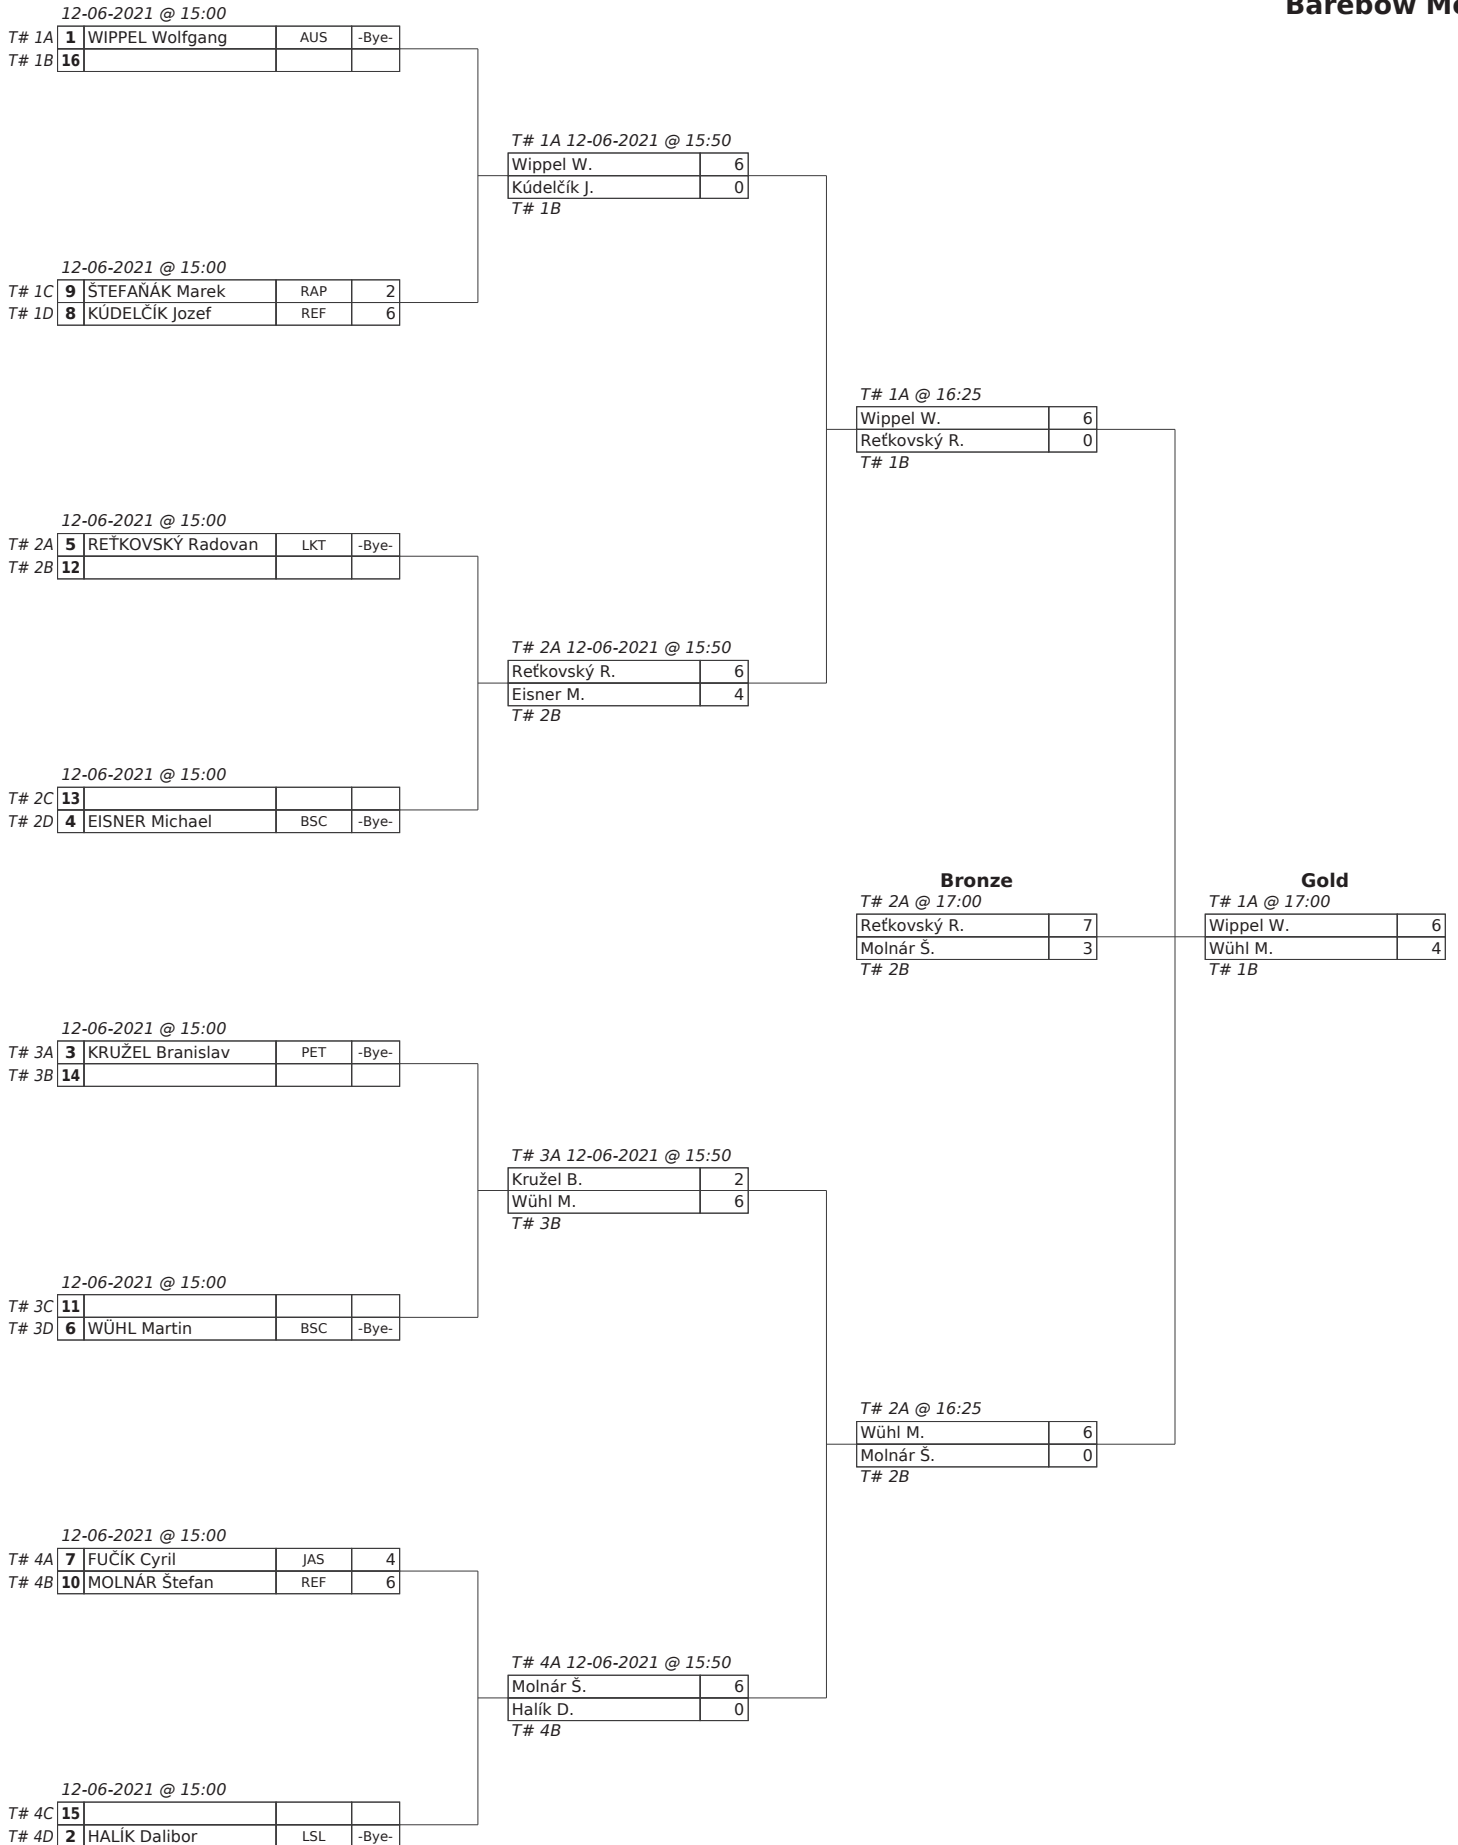 Barebow
12-06-2021 @ 15:00
T# 1A 1 WIPPEL Wolfgang AUS -Bye-
T# 1B 16
T# 1A 12-06-2021 @ 15:50
Wippel W. 6
Kúdelčík J. 0
T# 1B
12-06-2021 @ 15:00
T# 1C 9 ŠTEFAŇÁK Marek RAP 2
T# 1D 8 KÚDELČÍK Jozef REF 6
T# 1A @ 16:25
Wippel W. 6
Reťkovský R. 0
T# 1B
12-06-2021 @ 15:00
T# 2A 5 REŤKOVSKÝ Radovan LKT -Bye-
T# 2B 12
T# 2A 12-06-2021 @ 15:50
Reťkovský R. 6
Eisner M. 4
T# 2B
12-06-2021 @ 15:00
T# 2C 13
T# 2D 4 EISNER Michael BSC -Bye-
Bronze
T# 2A @ 17:00
Reťkovský R. 7
Molnár Š. 3
T# 2B
Gold
T# 1A @ 17:00
Wippel W. 6
Wühl M. 4
T# 1B
12-06-2021 @ 15:00
T# 3A 3 KRUŽEL Branislav PET -Bye-
T# 3B 14
T# 3A 12-06-2021 @ 15:50
Kružel B. 2
Wühl M. 6
T# 3B
12-06-2021 @ 15:00
T# 3C 11
T# 3D 6 WÜHL Martin BSC -Bye-
T# 2A @ 16:25
Wühl M. 6
Molnár Š. 0
T# 2B
12-06-2021 @ 15:00
T# 4A 7 FUČÍK Cyril JAS 4
T# 4B 10 MOLNÁR Štefan REF 6
T# 4A 12-06-2021 @ 15:50
Molnár Š. 6
Halík D. 0
T# 4B
12-06-2021 @ 15:00
T# 4C 15
T# 4D 2 HALÍK Dalibor LSL -Bye-